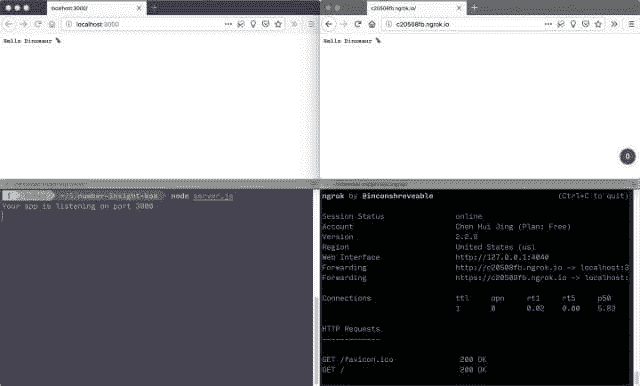 localhost:3000/
localhost:3000
Hello Dinosaur
c20508fb.ngrok.io/
c20508fb.ngrok.io
Hello Dinosaur
node server.js
Your app is listening on port 3000
ngrok by @inconshreveable (Ctrl+C to quit)
Session Status online
Account Chen Hui Jing (Plan: Free)
Version 2.2.8
Region United States (us)
Web Interface http://127.0.0.1:4040
Forwarding http://c20508fb.ngrok.io -> localhost:3
Forwarding https://c20508fb.ngrok.io -> localhost:
Connections ttl opn rt1 rt5 p50
1 0 0.02 0.00 5.83
HTTP Requests
-------------
GET /favicon.ico 200 OK
GET / 200 OK